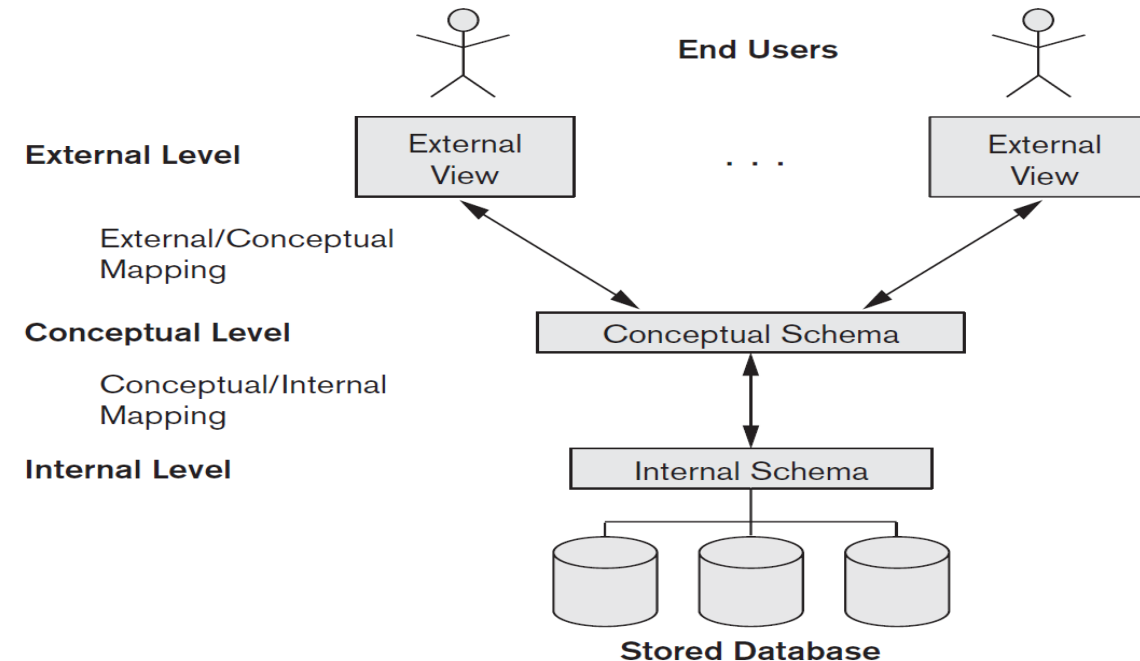 End Users
External Level
External
View
. . .
External
View
External/Conceptual
Mapping
Conceptual Level
Conceptual Schema
Conceptual/Internal
Mapping
Internal Level
Internal Schema
Stored Database